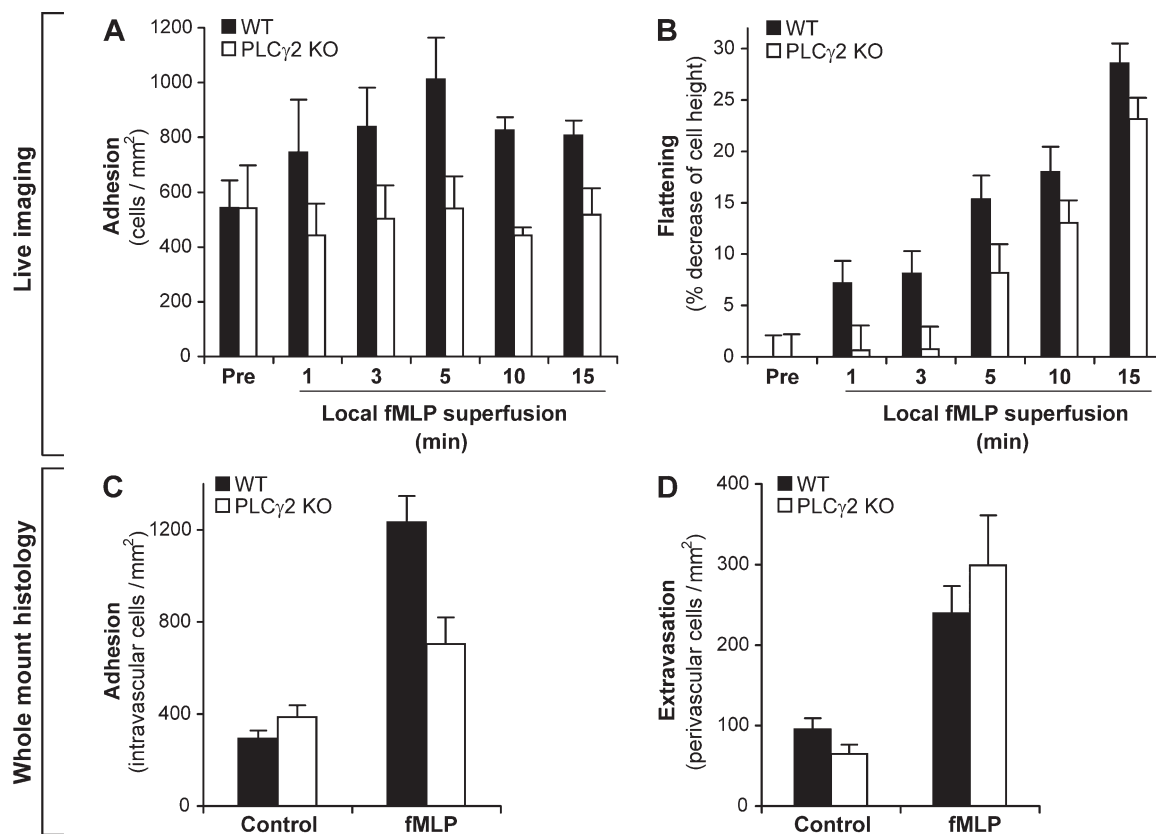 Live imaging
A
WT
PLCγ2 KO
Adhesion
(cells / mm²)
1200
1000
800
600
400
200
0
Pre 1 3 5 10 15
Local fMLP superfusion
(min)
B
WT
PLCγ2 KO
Flattening
(% decrease of cell height)
30
25
20
15
10
5
0
Pre 1 3 5 10 15
Local fMLP superfusion
(min)
Whole mount histology
C
WT
PLCγ2 KO
Adhesion
(intravascular cells /mm²)
1200
800
400
0
Control fMLP
D
WT
PLCγ2 KO
Extravasation
(perivascular cells /mm²)
400
300
200
100
0
Control fMLP